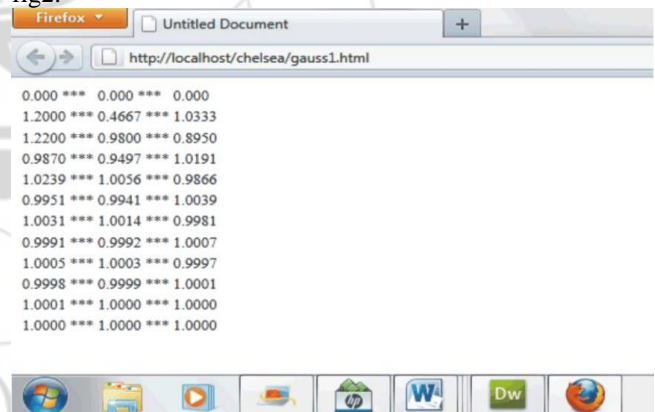 fig2.
Firefox
Untitled Document +
http://localhost/chelsea/gauss1.html
0.000 *** 0.000 *** 0.000
1.2000 *** 0.4667 *** 1.0333
1.2200 *** 0.9800 *** 0.8950
0.9870 *** 0.9497 *** 1.0191
1.0239 *** 1.0056 *** 0.9866
0.9951 *** 0.9941 *** 1.0039
1.0031 *** 1.0014 *** 0.9981
0.9991 *** 0.9992 *** 1.0007
1.0005 *** 1.0003 *** 0.9997
0.9998 *** 0.9999 *** 1.0001
1.0001 *** 1.0000 *** 1.0000
1.0000 *** 1.0000 *** 1.0000
hp W Dw